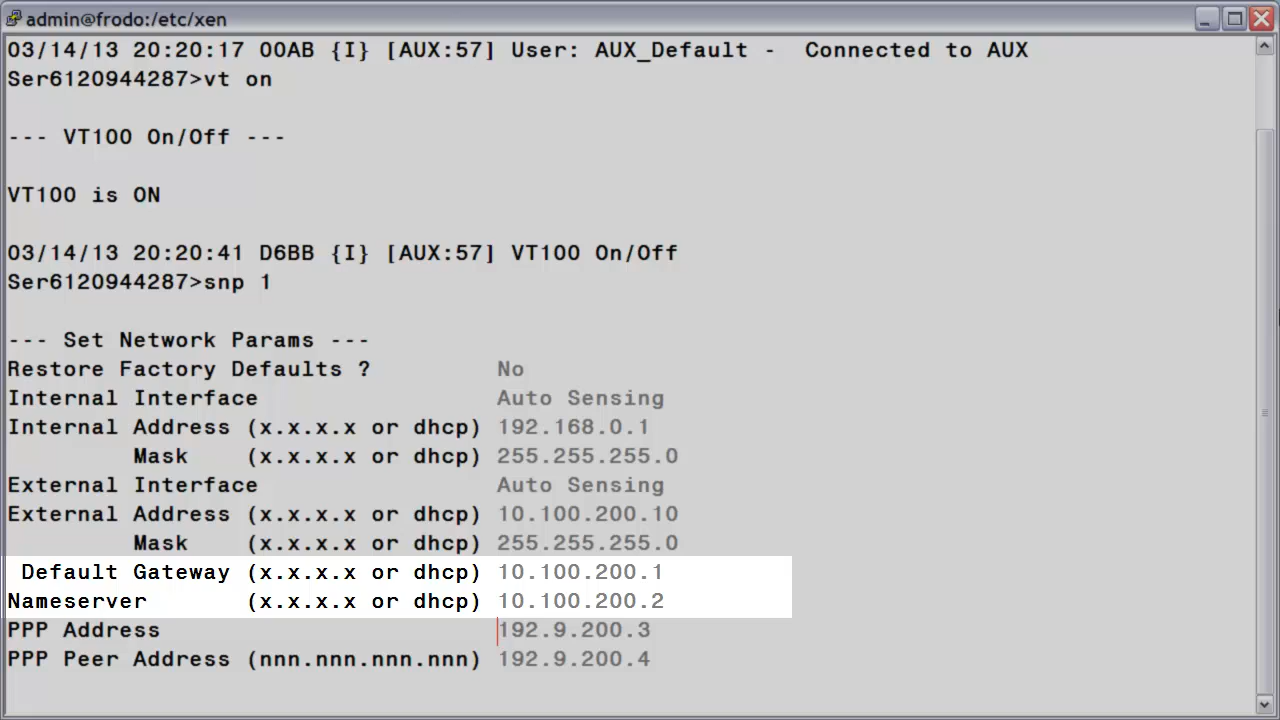 admin@frodo:/etc/xen
03/14/13 20:20:17 00AB {I} [AUX:57] User: AUX_Default -  Connected to AUX
Ser6120944287>vt on
--- VT100 On/Off ---
VT100 is ON
03/14/13 20:20:41 D6BB {I} [AUX:57] VT100 On/Off
Ser6120944287>snp 1
--- Set Network Params ---
Restore Factory Defaults ?         No
Internal Interface                 Auto Sensing
Internal Address (x.x.x.x or dhcp) 192.168.0.1
         Mask    (x.x.x.x or dhcp) 255.255.255.0
External Interface                 Auto Sensing
External Address (x.x.x.x or dhcp) 10.100.200.10
         Mask    (x.x.x.x or dhcp) 255.255.255.0
 Default Gateway (x.x.x.x or dhcp) 10.100.200.1
Nameserver       (x.x.x.x or dhcp) 10.100.200.2
PPP Address                        192.9.200.3
PPP Peer Address (nnn.nnn.nnn.nnn) 192.9.200.4